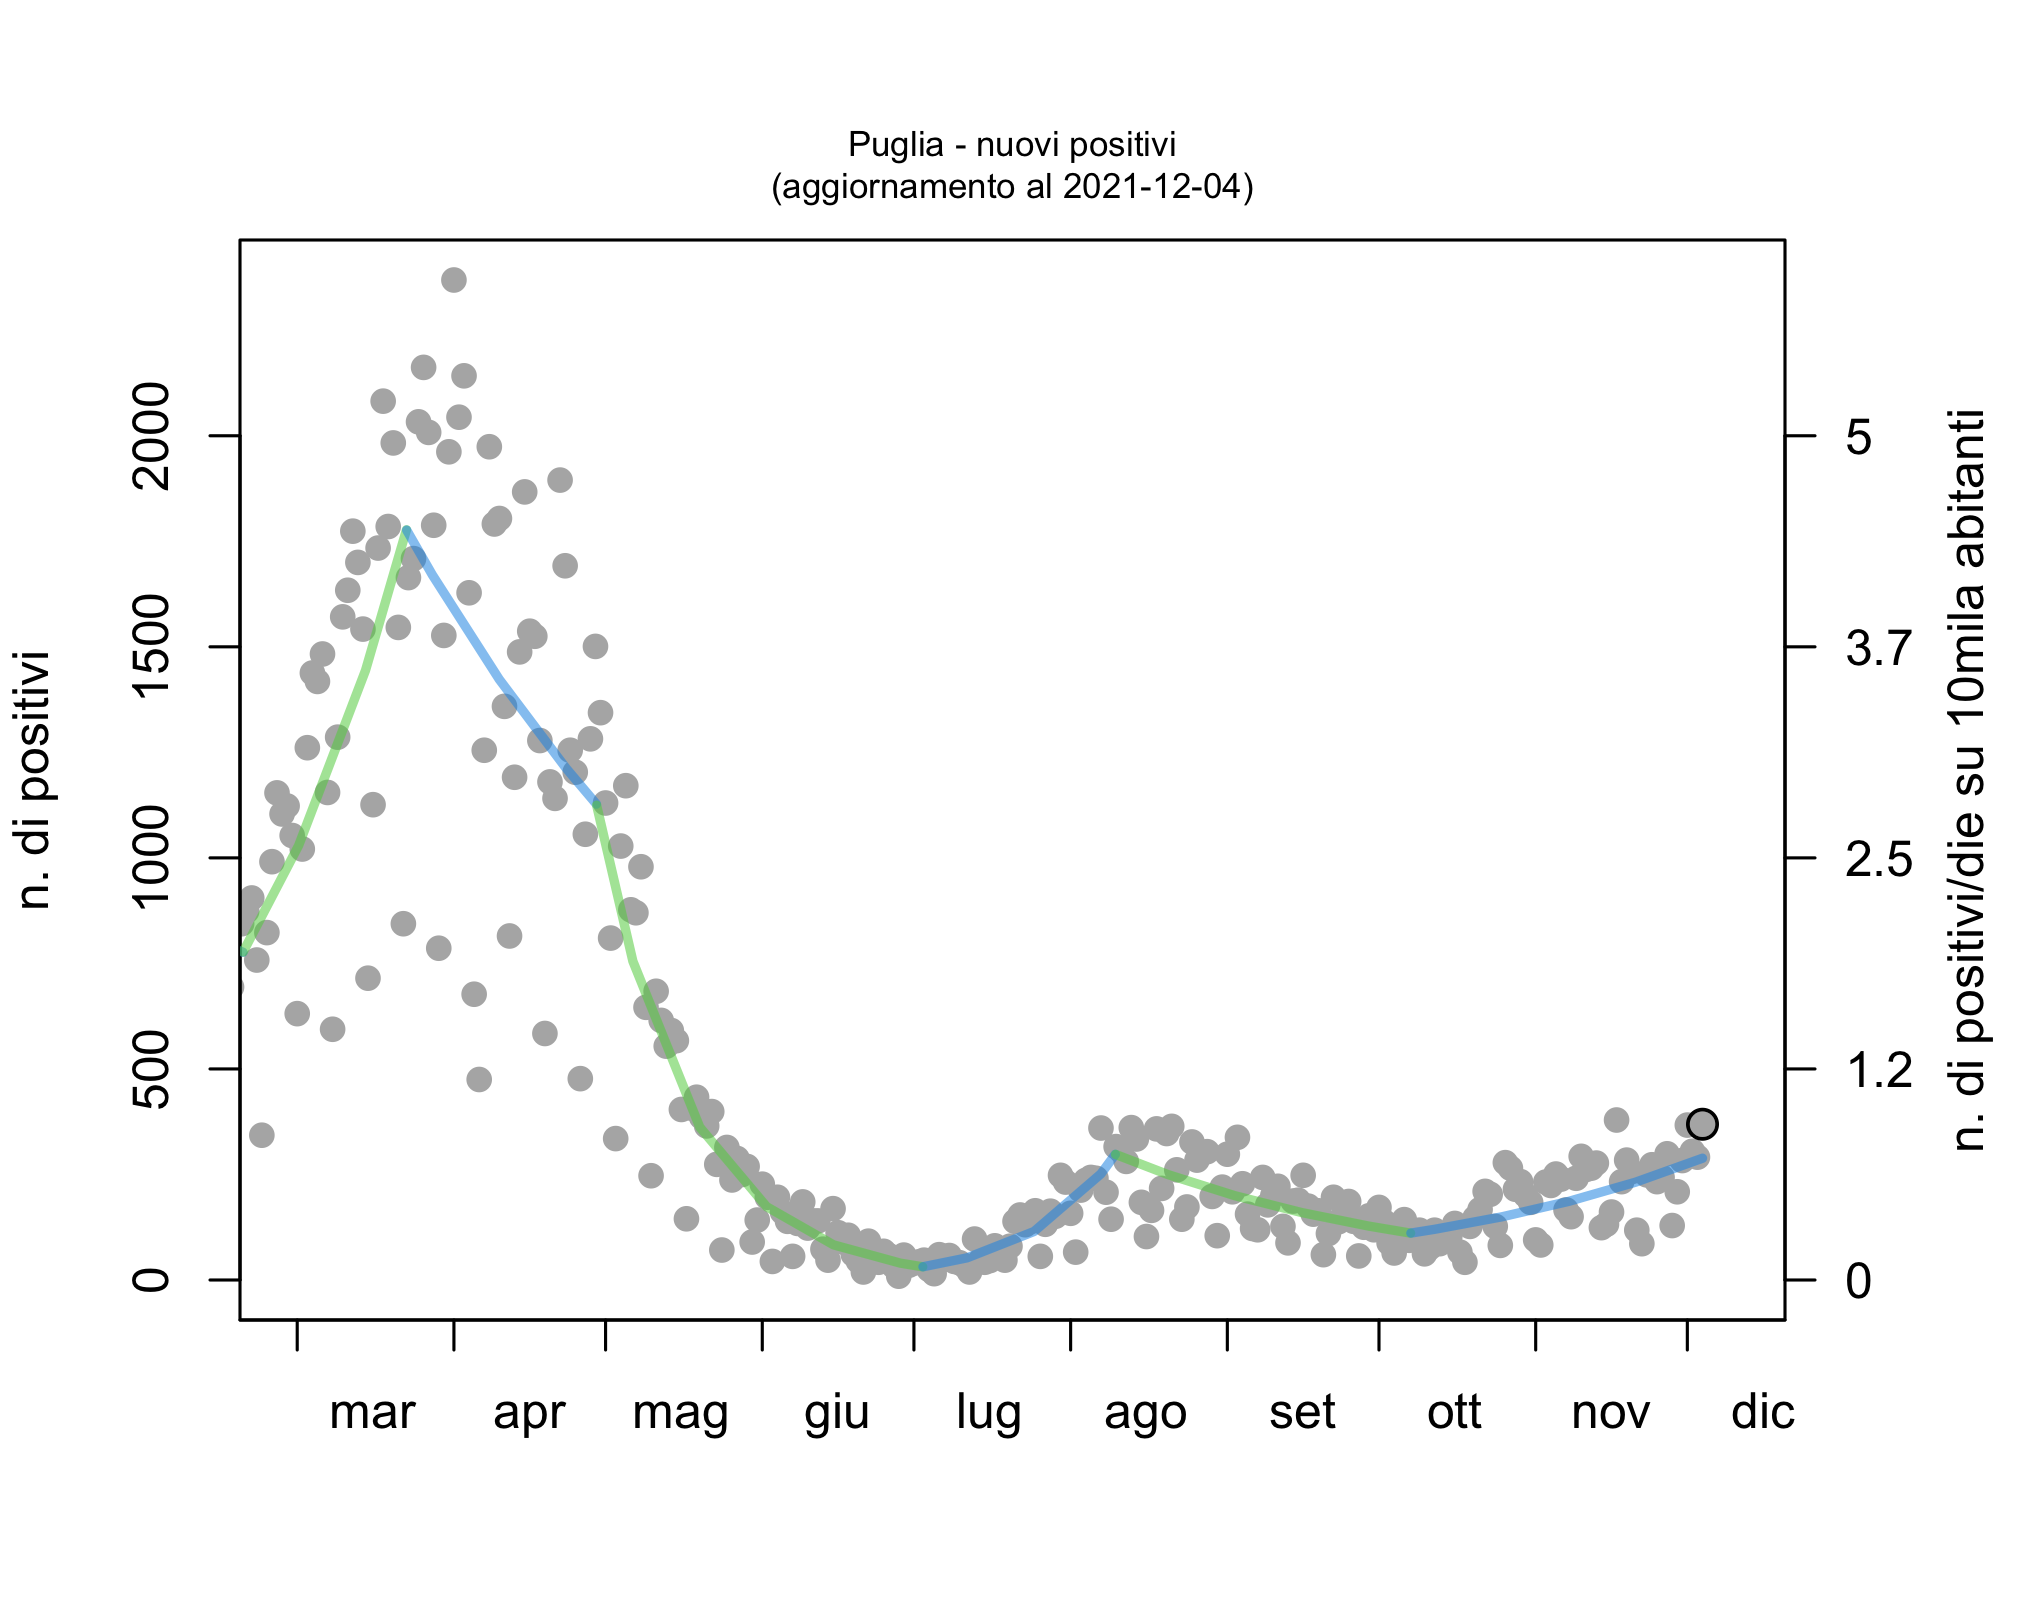 Puglia - nuovi positivi
(aggiornamento al 2021-12-04)
n. di positivi
2000
1500
1000
500
0
5
3.7
2.5
1.2
0
n. di positivi/die su 10mila abitanti
mar apr mag giu lug ago set ott nov dic